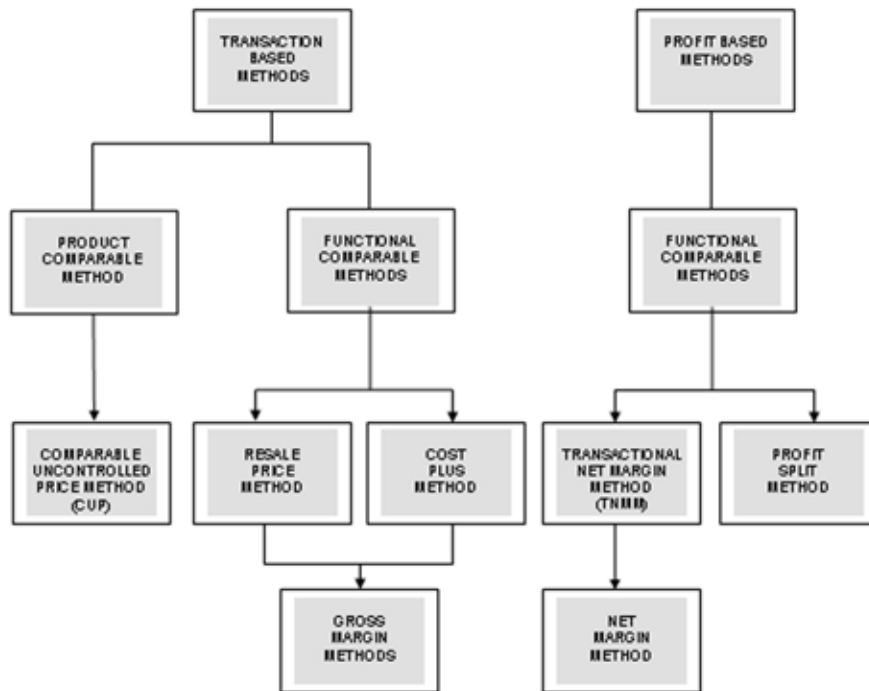 TRANSACTION
BASED
METHODS
PROFIT BASED
METHODS
PRODUCT
COMPARABLE
METHOD
FUNCTIONAL
COMPARABLE
METHODS
FUNCTIONAL
COMPARABLE
METHODS
COMPARABLE
UNCONTROLLED
PRICE METHOD
(CUP)
RESALE
PRICE
METHOD
COST
PLUS
METHOD
TRANSACTIONAL
NET MARGIN
METHOD
(TNMM)
PROFIT
SPLIT
METHOD
GROSS
MARGIN
METHODS
NET
MARGIN
METHOD